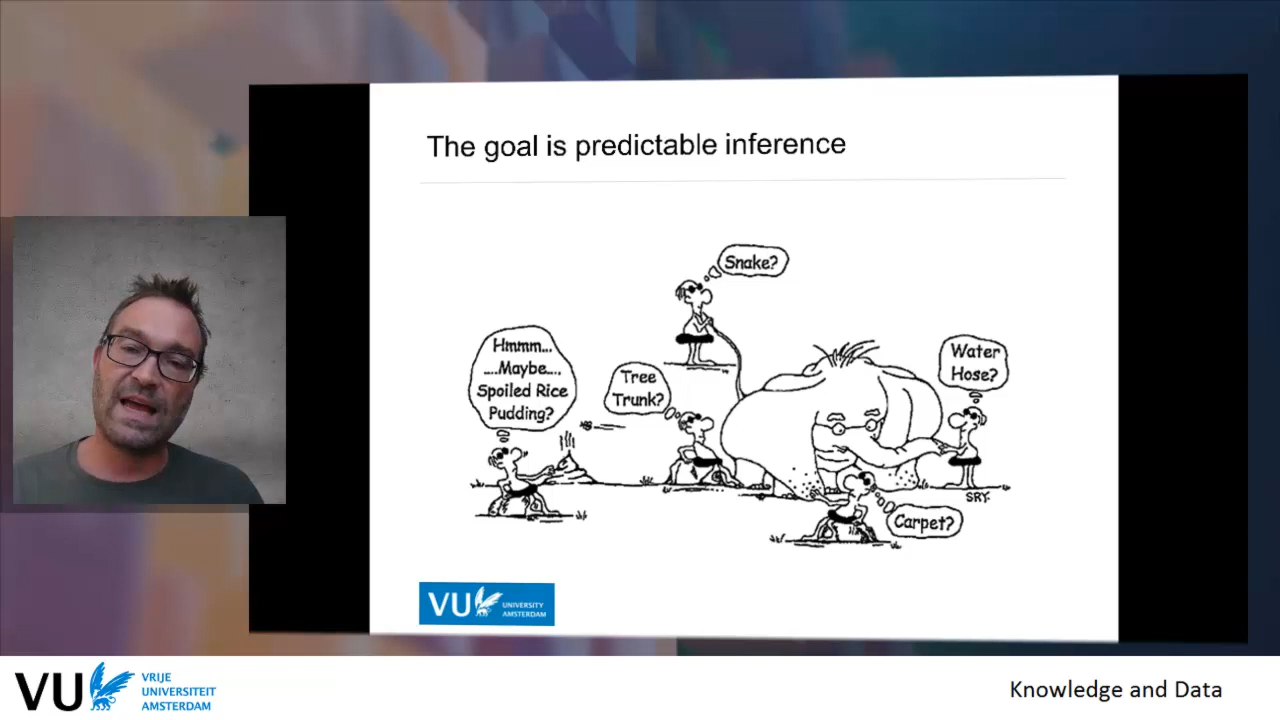 The goal is predictable inference
Snake?
Hmmm...
....Maybe....
Spoiled Rice
Pudding?
Tree
Trunk?
Water
Hose?
SRY-
Carpet?
VU
UNIVERSITY
AMSTERDAM
VU
VRIJE
UNIVERSITEIT
AMSTERDAM
Knowledge and Data